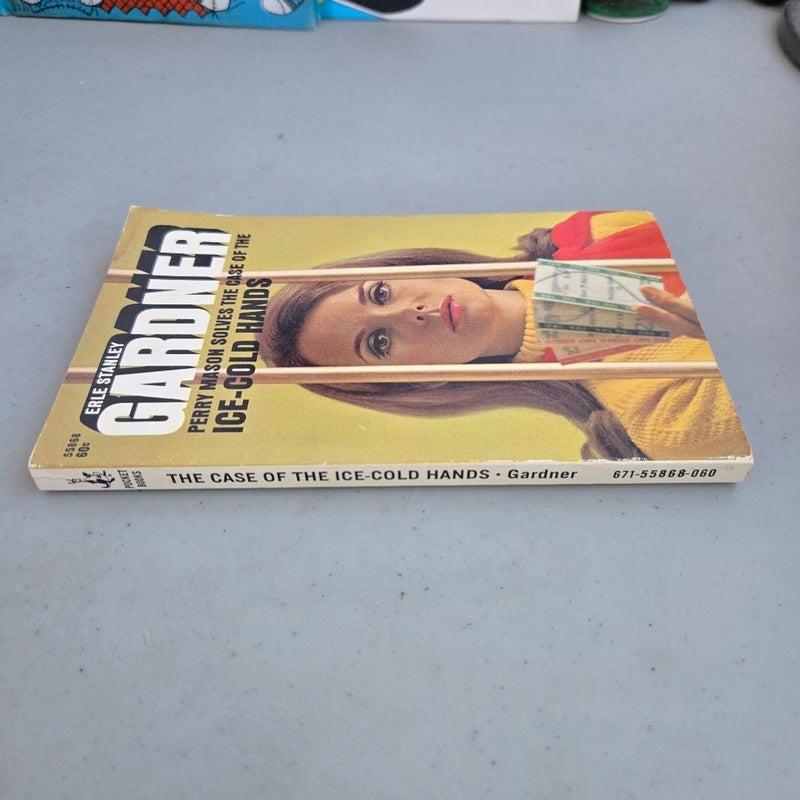 55868
60c
ERLE STANLEY
GARDNER
PERRY MASON SOLVES THE CASE OF THE
ICE-COLD HANDS
POCKET
BOOKS
THE CASE OF THE ICE-COLD HANDS • Gardner
671-55868-060